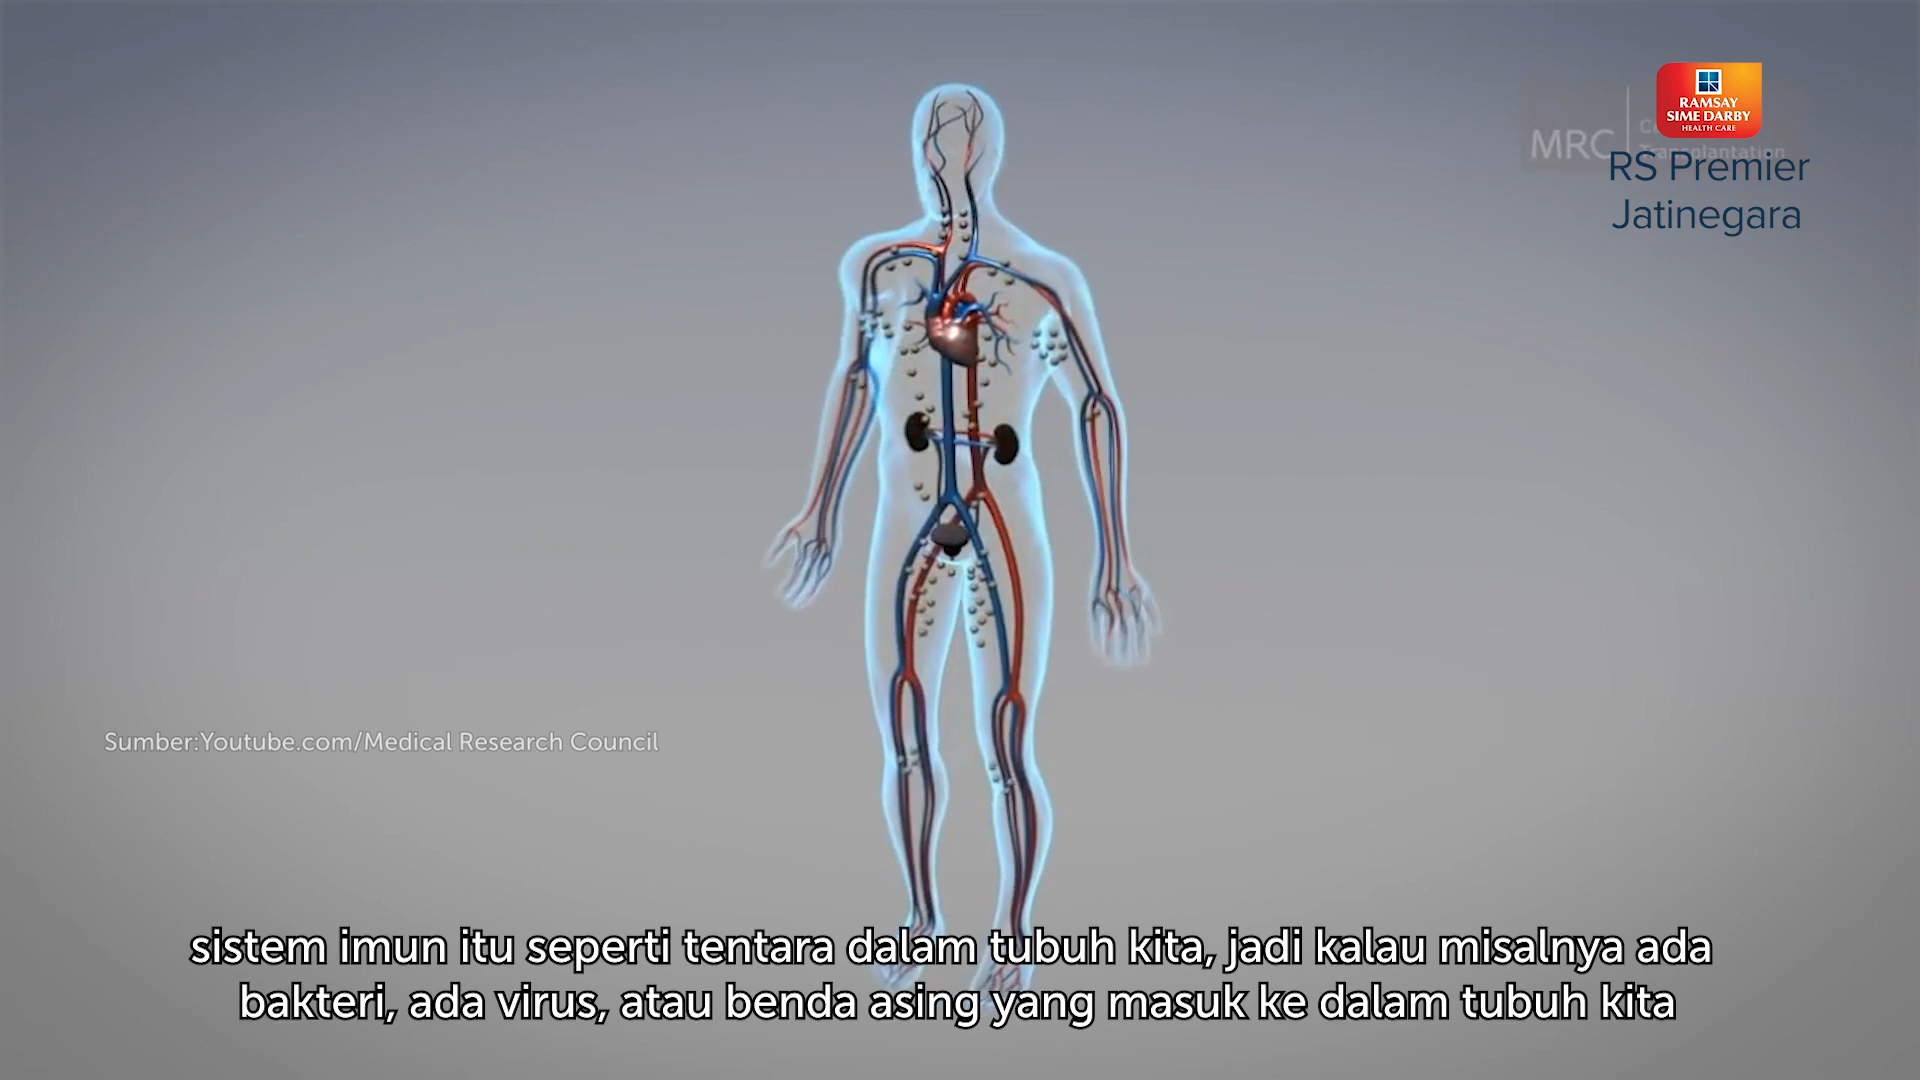 RAMSAY
SIME DARBY
HEALTH CARE
MRC
Transplantation
RS Premier
Jatinegara
Sumber:Youtube.com/Medical Research Council
sistem imun itu seperti tentara dalam tubuh kita, jadi kalau misalnya ada
bakteri, ada virus, atau benda asing yang masuk ke dalam tubuh kita